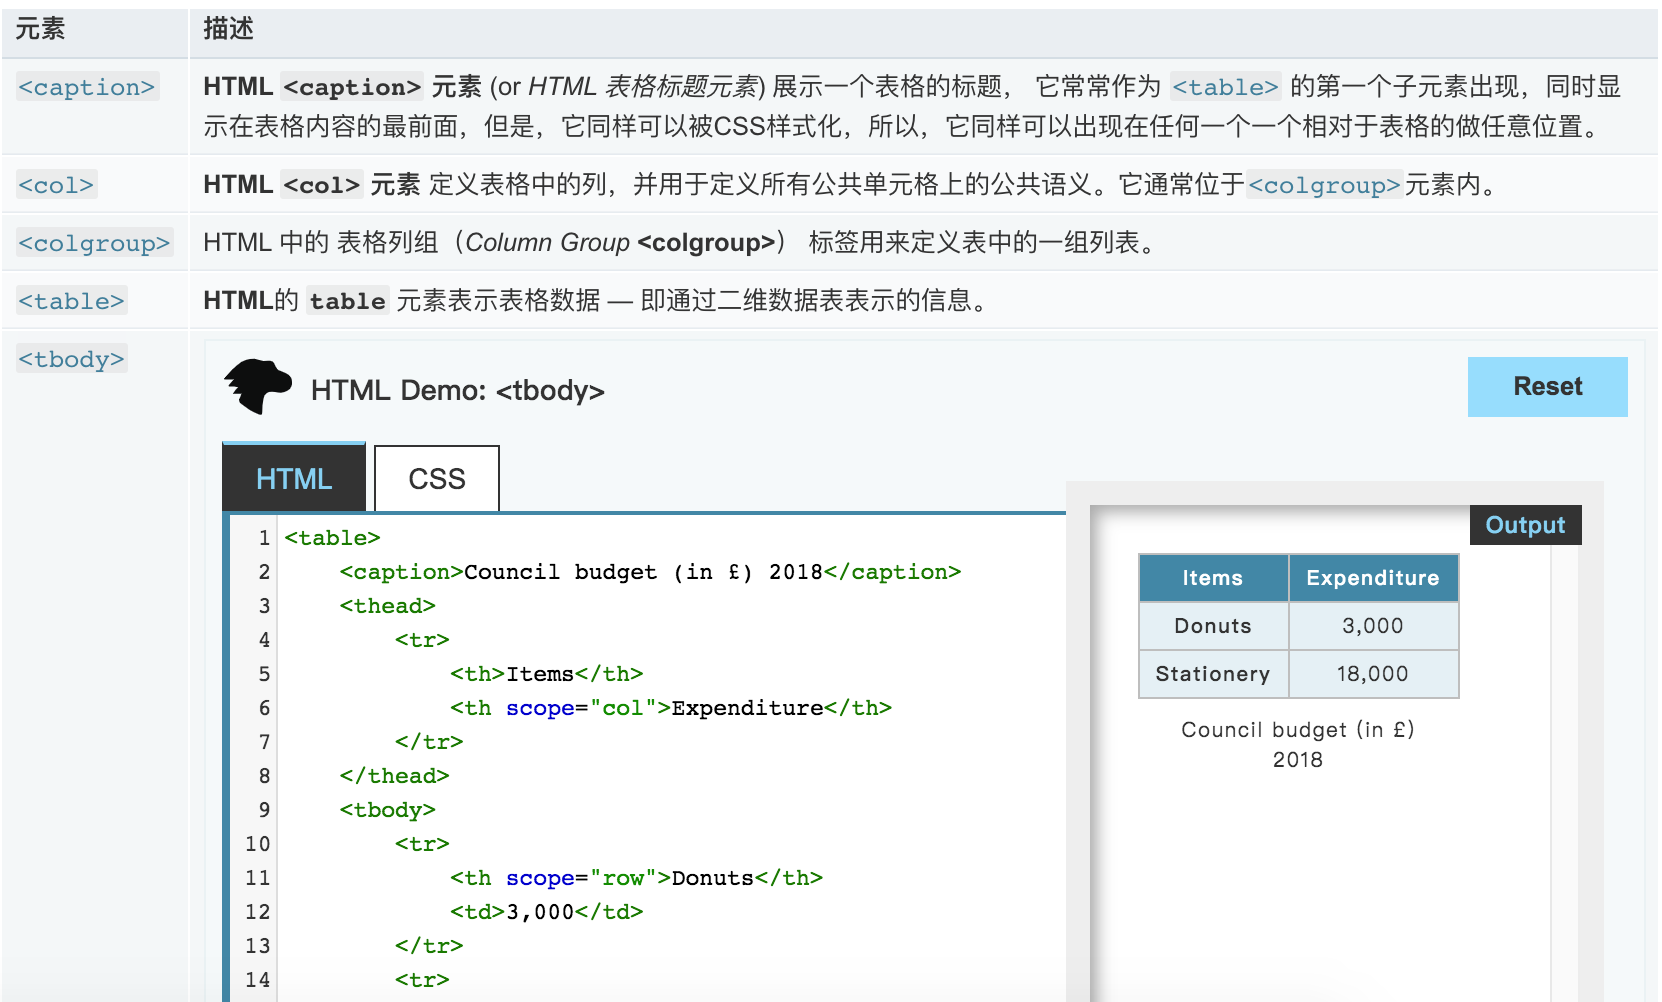 元素 描述
<caption> HTML <caption> 元素 (or HTML 表格标题元素) 展示一个表格的标题， 它常常作为 <table> 的第一个子元素出现，同时显
示在表格内容的最前面，但是，它同样可以被CSS样式化，所以，它同样可以出现在任何一个一个相对于表格的做任意位置。
<col> HTML <col> 元素 定义表格中的列，并用于定义所有公共单元格上的公共语义。它通常位于<colgroup>元素内。
<colgroup> HTML 中的 表格列组（Column Group <colgroup>） 标签用来定义表中的一组列表。
<table> HTML的 table 元素表示表格数据 — 即通过二维数据表表示的信息。
<tbody>
HTML Demo: <tbody>
Reset
HTML CSS
1 <table>
2 <caption>Council budget (in £) 2018</caption>
3 <thead>
4 <tr>
5 <th>Items</th>
6 <th scope="col">Expenditure</th>
7 </tr>
8 </thead>
9 <tbody>
10 <tr>
11 <th scope="row">Donuts</th>
12 <td>3,000</td>
13 </tr>
14 <tr>
Output
Items Expenditure
Donuts 3,000
Stationery 18,000
Council budget (in £)
2018